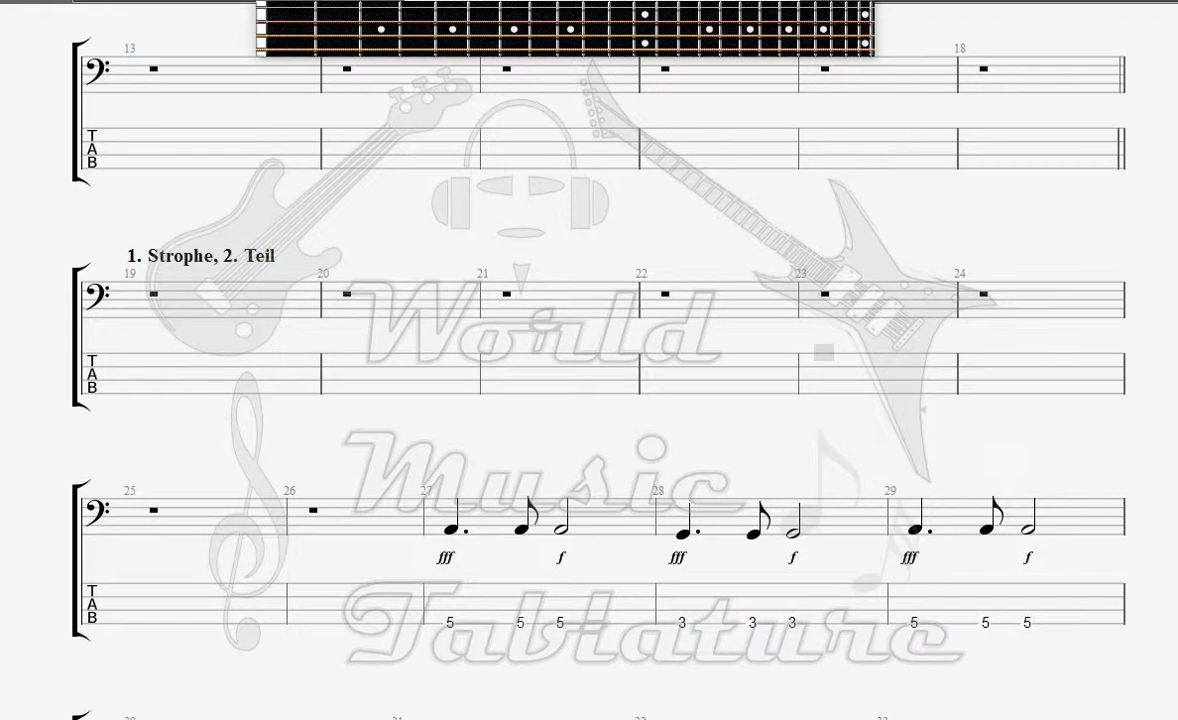 13 18
T
A
B
1. Strophe, 2. Teil
19 20 21 22 23 24
T
A
B
World
25 26 27 28 29
Music
fff f fff f fff f
T
A
B
5 5 5 3 3 3 5 5 5
Tablature